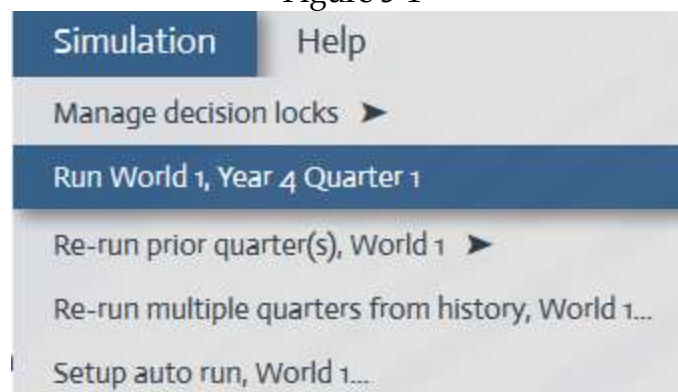 Simulation Help
Manage decision locks ➤
Run World 1, Year 4 Quarter 1
Re-run prior quarter(s), World 1 ➤
Re-run multiple quarters from history, World 1...
Setup auto run, World 1...